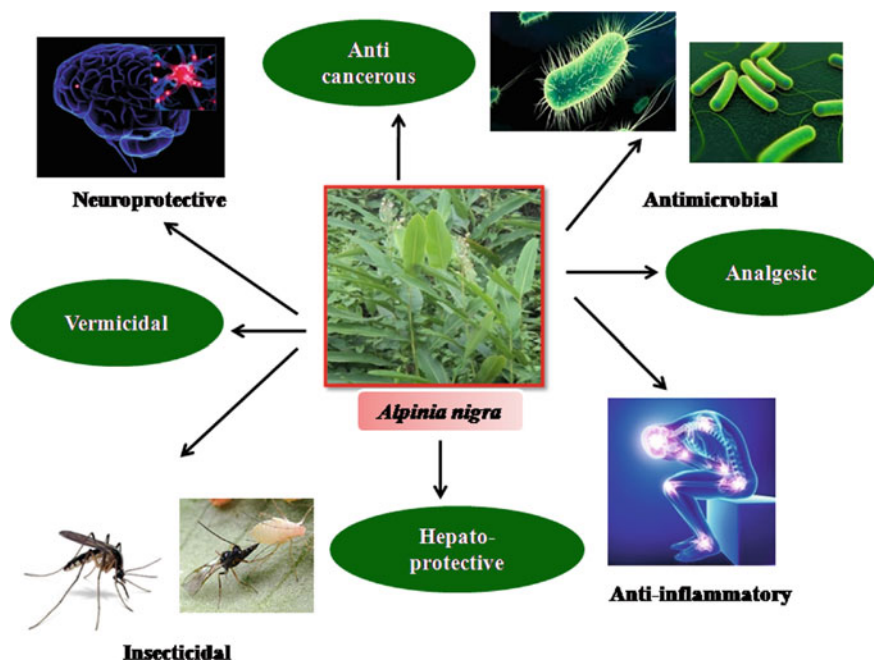 Anti
cancerous
Neuroprotective
Antimicrobial
Analgesic
Vermicidal
Alpinia nigra
Hepato-
protective
Anti-inflammatory
Insecticidal